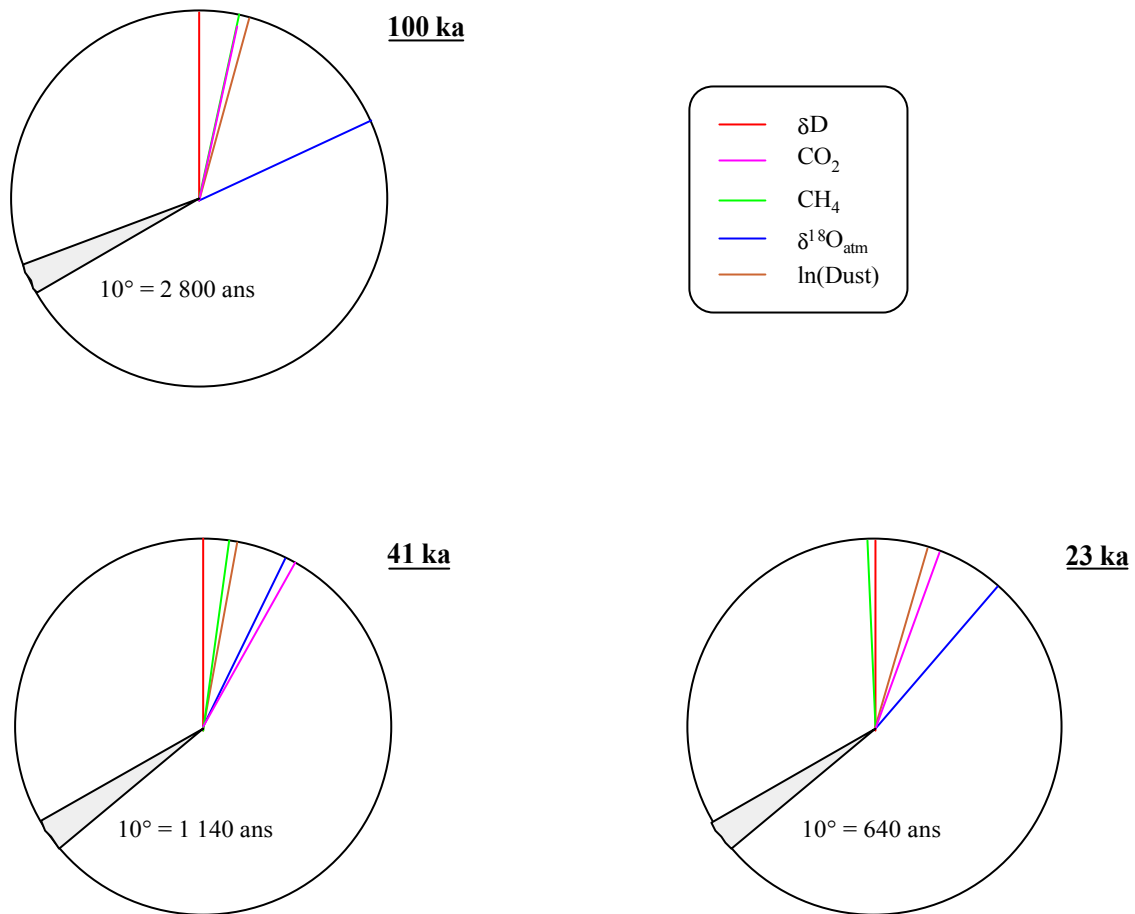 100 ka
δD
CO₂
CH₄
δ¹⁸Oₐₜₘ
ln(Dust)
10° = 2 800 ans
41 ka
23 ka
10° = 1 140 ans
10° = 640 ans